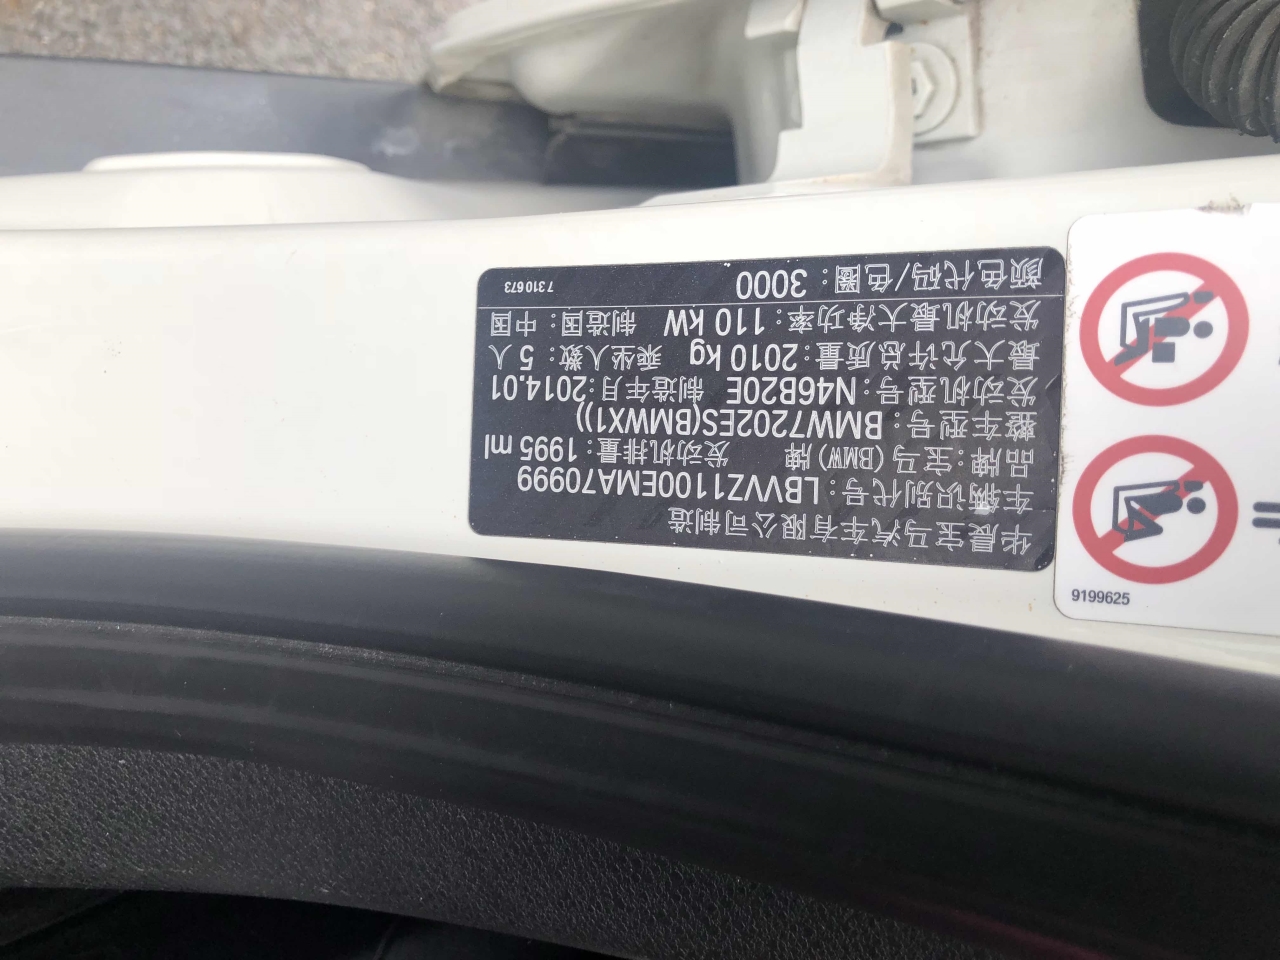 华晨宝马汽车有限公司制造
车辆识别代号：LBVVZ1100EMA70999
品牌：宝马(BMW)牌 发动机排量：1995 ml
整车型号：BMW7202ES(BMWX1))
发动机型号：N46B20E 制造年月：2014.01
最大允许总质量：2010 kg 乘坐人数：5 人
发动机最大净功率：110 kW 制造国：中国
颜色代码/色圈：3000 7310673
9199625